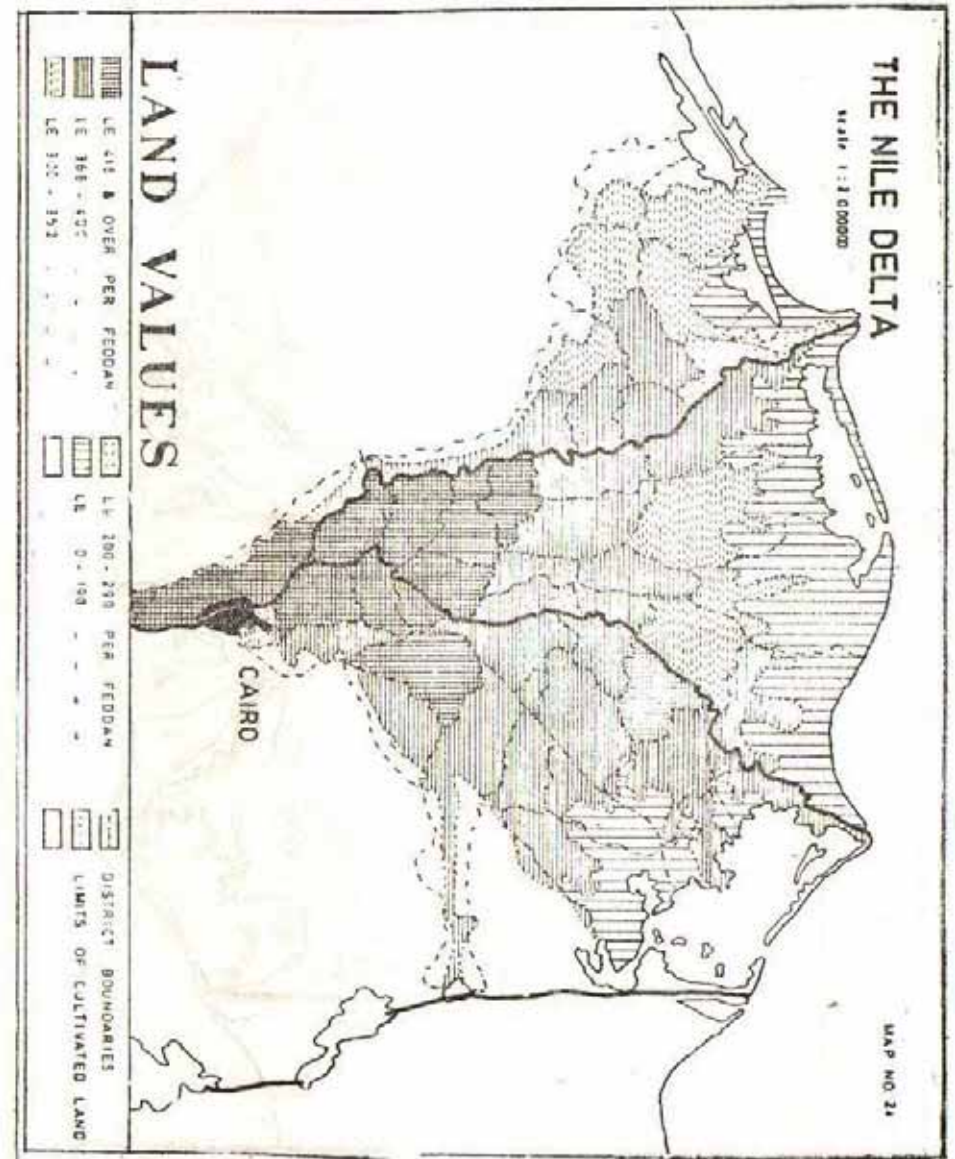 THE NILE DELTA
MAP NO. 24
CAIRO
LAND VALUES
& OVER PER FEDDAN
LE 200 - 299 PER FEDDAN
DISTRICT BOUNDARIES
LE
LE 0 - 199
LIMITS OF CULTIVATED LAND
LE